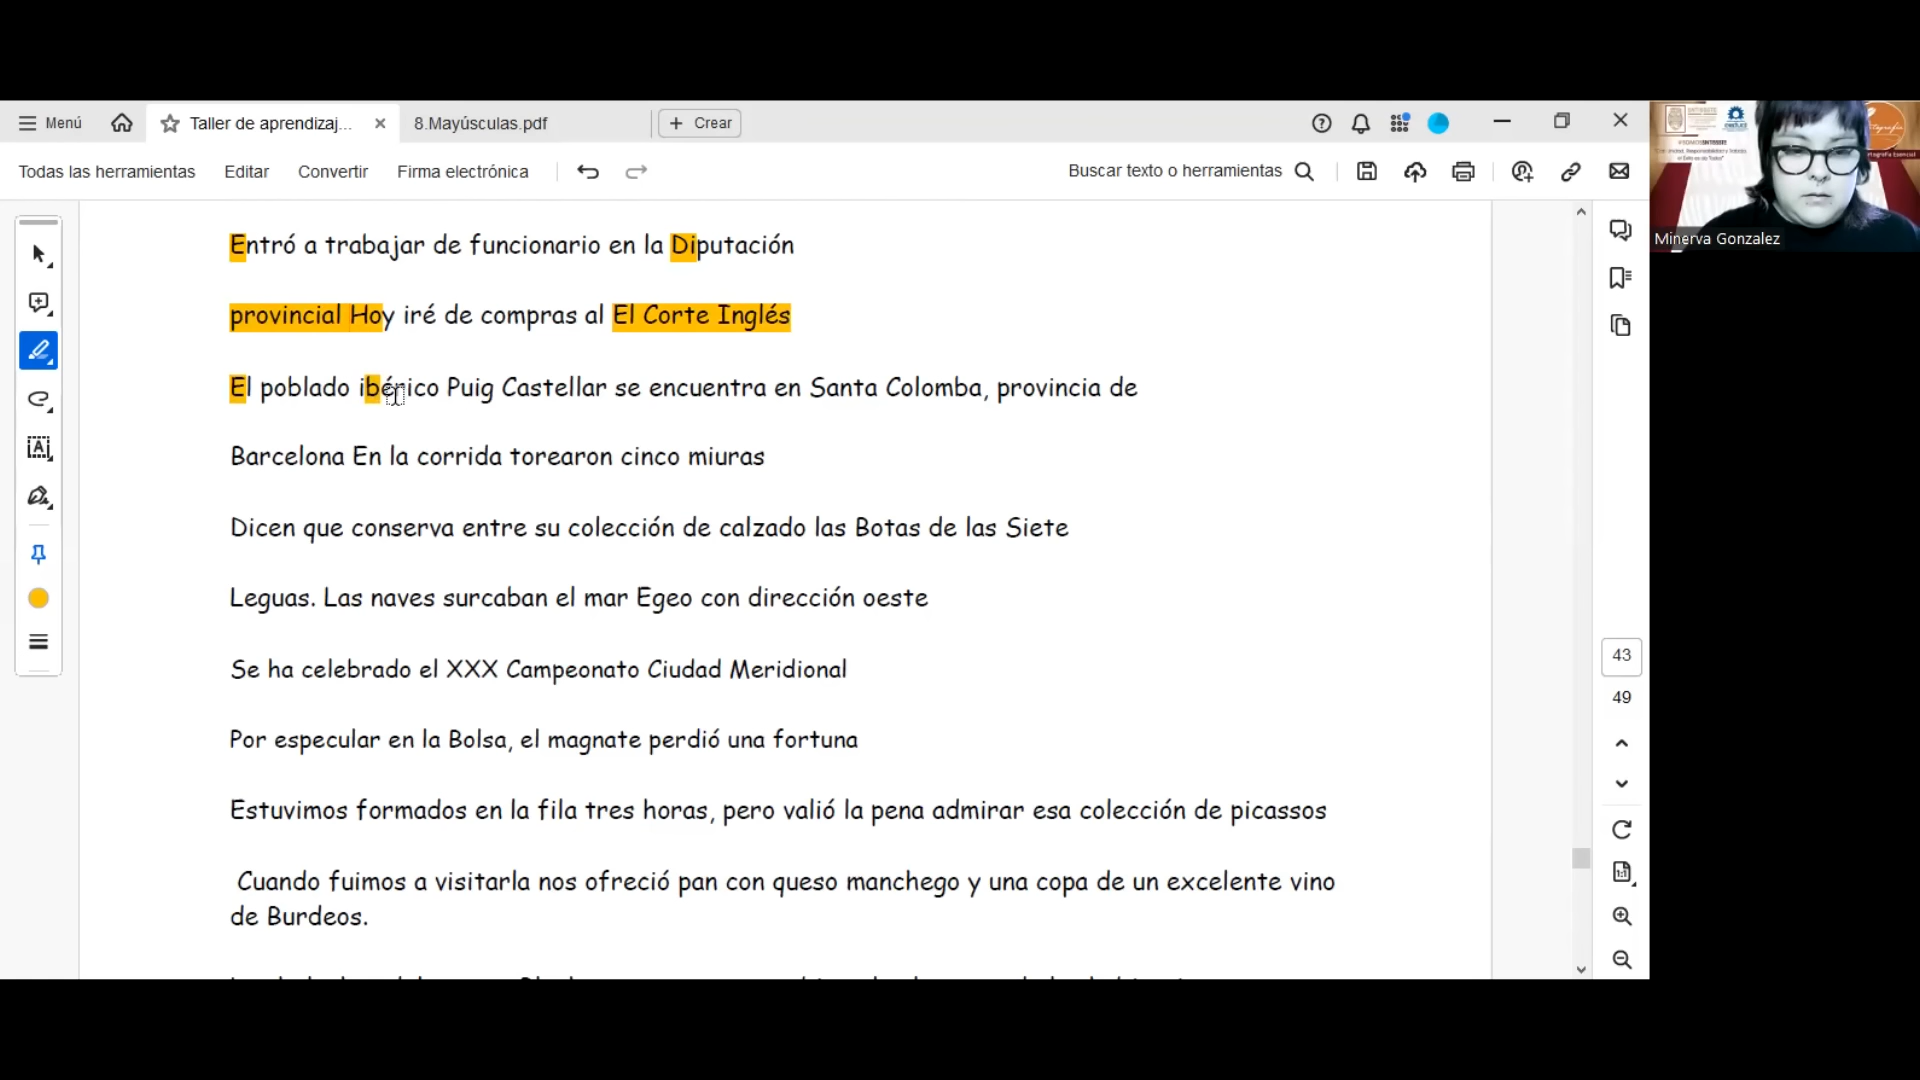 Menú
Taller de aprendizaj...
8.Mayúsculas.pdf
Crear
Todas las herramientas
Editar
Convertir
Firma electrónica
Buscar texto o herramientas
Minerva Gonzalez
Entró a trabajar de funcionario en la Diputación
provincial Hoy iré de compras al El Corte Inglés
El poblado ibérico Puig Castellar se encuentra en Santa Colomba, provincia de
Barcelona En la corrida torearon cinco miuras
Dicen que conserva entre su colección de calzado las Botas de las Siete
Leguas. Las naves surcaban el mar Egeo con dirección oeste
Se ha celebrado el XXX Campeonato Ciudad Meridional
Por especular en la Bolsa, el magnate perdió una fortuna
Estuvimos formados en la fila tres horas, pero valió la pena admirar esa colección de picassos
Cuando fuimos a visitarla nos ofreció pan con queso manchego y una copa de un excelente vino
de Burdeos.
43
49